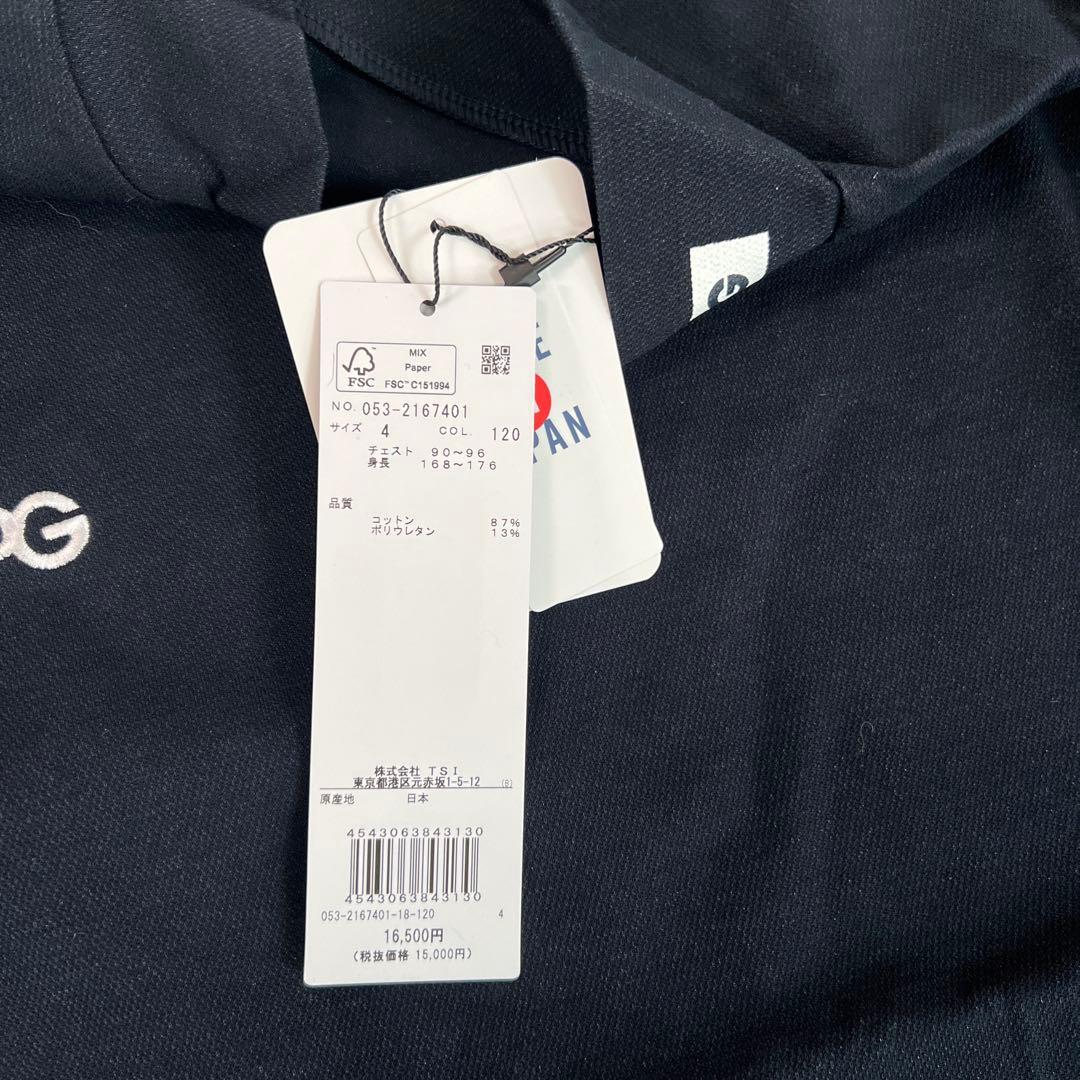 MIX
Paper
FSC
FSC™ C151994
NO. 053-2167401
サイズ 4 COL. 120
チェスト 90～96
身長 168～176
品質
コットン 87%
ポリウレタン 13%
株式会社 TSI
東京都港区元赤坂1-5-12 (B)
原産地 日本
4543063843130
4543063843130
053-2167401-18-120 4
16,500円
(税抜価格 15,000円)
E
PAN
G